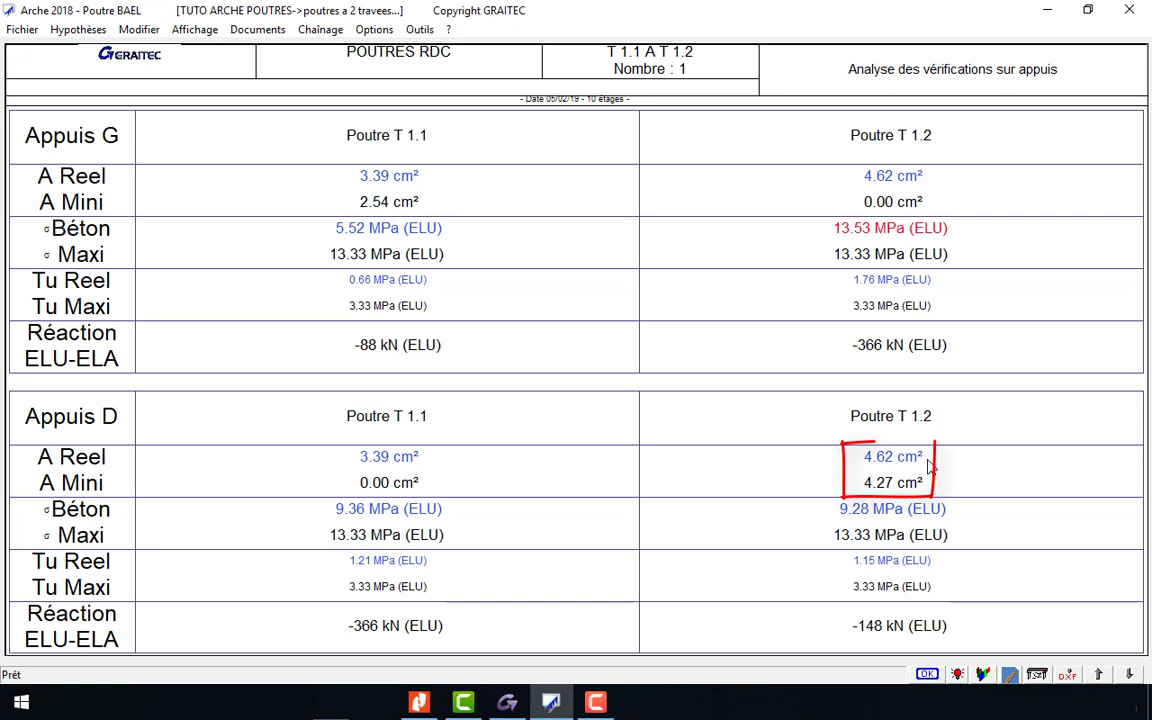 Arche 2018 - Poutre BAEL [TUTO ARCHE POUTRES->poutres a 2 travees...] Copyright GRAITEC
Fichier Hypothèses Modifier Affichage Documents Chaînage Options Outils ?
GRAITEC
POUTRES RDC
T 1.1 A T 1.2
Nombre : 1
Analyse des vérifications sur appuis
- Date 05/02/19 - 10 étages -
Appuis G Poutre T 1.1 Poutre T 1.2
A Reel 3.39 cm² 4.62 cm²
A Mini 2.54 cm² 0.00 cm²
σBéton 5.52 MPa (ELU) 13.53 MPa (ELU)
σ Maxi 13.33 MPa (ELU) 13.33 MPa (ELU)
Tu Reel 0.66 MPa (ELU) 1.76 MPa (ELU)
Tu Maxi 3.33 MPa (ELU) 3.33 MPa (ELU)
Réaction
ELU-ELA
-88 kN (ELU) -366 kN (ELU)
Appuis D Poutre T 1.1 Poutre T 1.2
A Reel 3.39 cm² 4.62 cm²
A Mini 0.00 cm² 4.27 cm²
σBéton 9.36 MPa (ELU) 9.28 MPa (ELU)
σ Maxi 13.33 MPa (ELU) 13.33 MPa (ELU)
Tu Reel 1.21 MPa (ELU) 1.15 MPa (ELU)
Tu Maxi 3.33 MPa (ELU) 3.33 MPa (ELU)
Réaction
ELU-ELA
-366 kN (ELU) -148 kN (ELU)
Prêt
OK
DXF